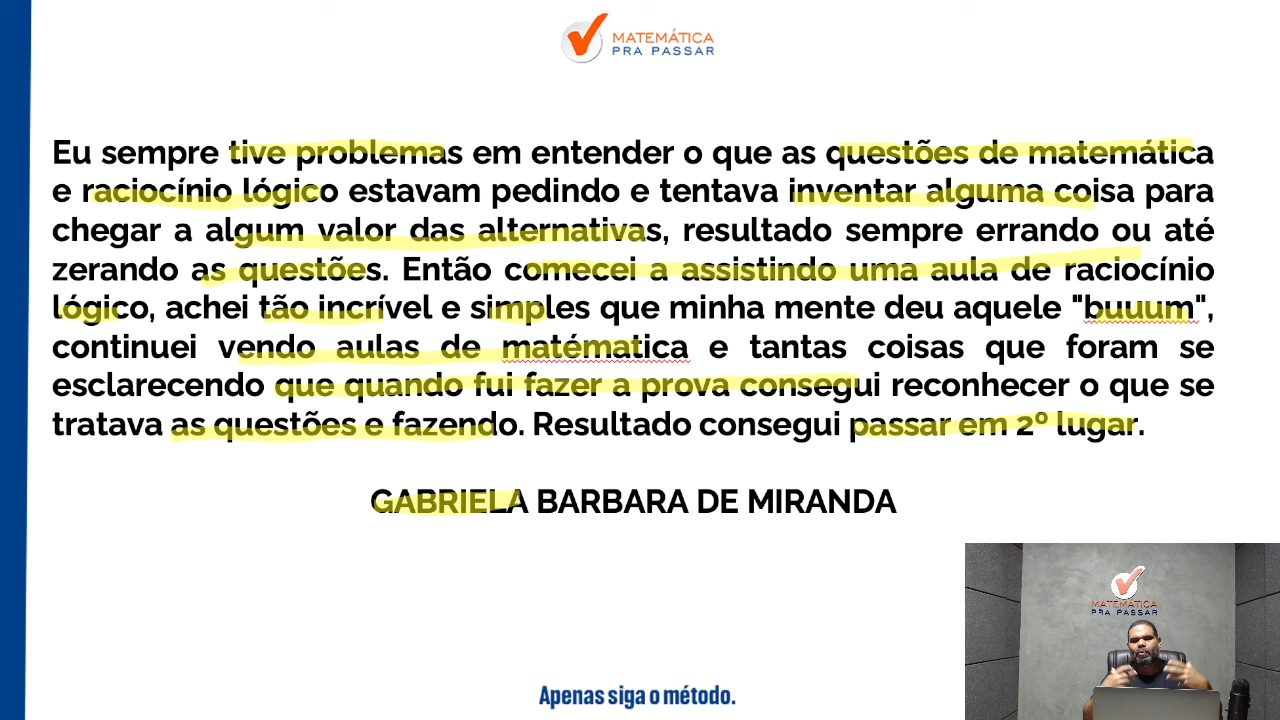 MATEMÁTICA
PRA PASSAR
Eu sempre tive problemas em entender o que as questões de matemática
e raciocínio lógico estavam pedindo e tentava inventar alguma coisa para
chegar a algum valor das alternativas, resultado sempre errando ou até
zerando as questões. Então comecei a assistindo uma aula de raciocínio
lógico, achei tão incrível e simples que minha mente deu aquele "buuum",
continuei vendo aulas de matématica e tantas coisas que foram se
esclarecendo que quando fui fazer a prova consegui reconhecer o que se
tratava as questões e fazendo. Resultado consegui passar em 2º lugar.
GABRIELA BARBARA DE MIRANDA
MATEMÁTICA
PRA PASSAR
Apenas siga o método.